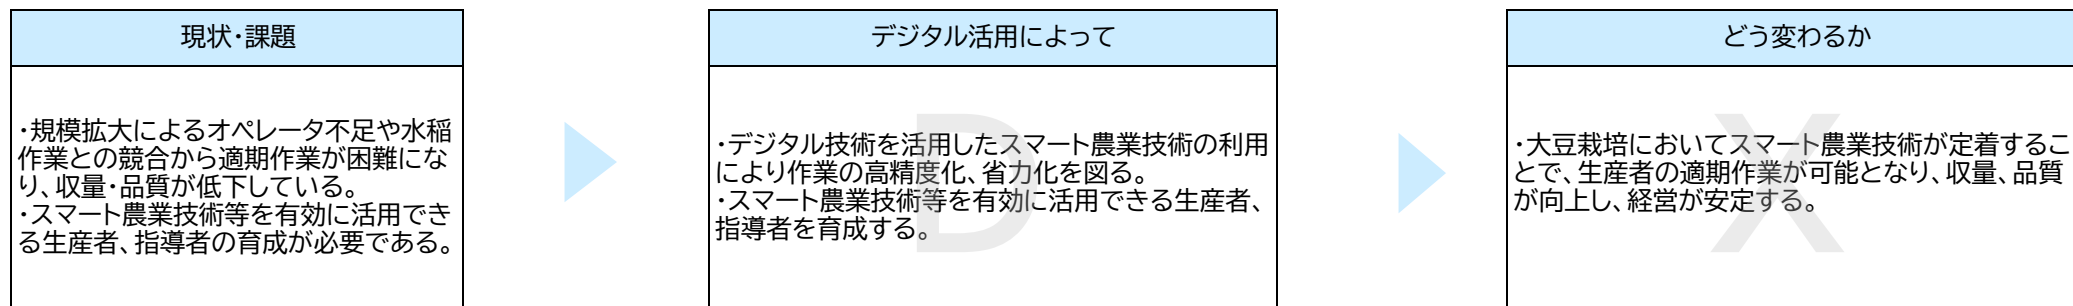 現状・課題
・規模拡大によるオペレータ不足や水稲
作業との競合から適期作業が困難にな
り、収量・品質が低下している。
・スマート農業技術等を有効に活用でき
る生産者、指導者の育成が必要である。
デジタル活用によって
D
・デジタル技術を活用したスマート農業技術の利用
により作業の高精度化、省力化を図る。
・スマート農業技術等を有効に活用できる生産者、
指導者を育成する。
どう変わるか
X
・大豆栽培においてスマート農業技術が定着するこ
とで、生産者の適期作業が可能となり、収量、品質
が向上し、経営が安定する。